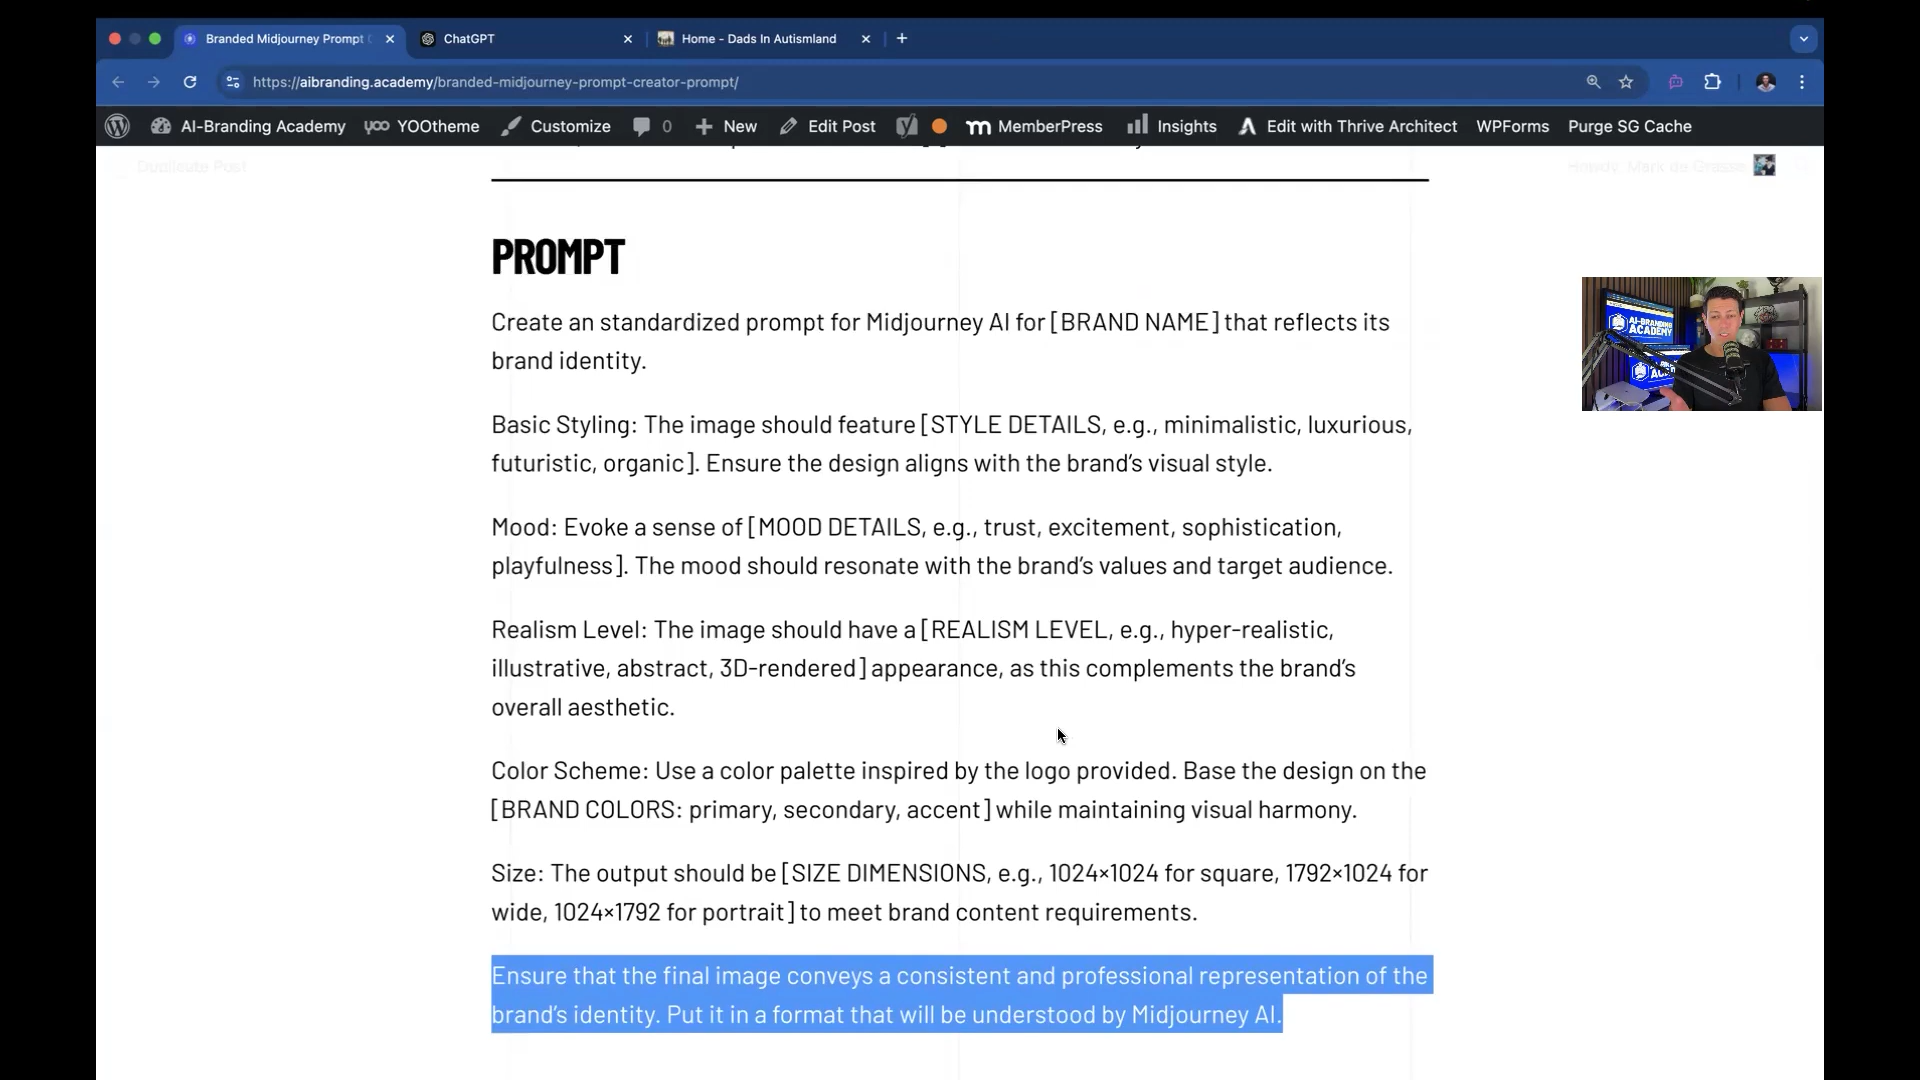 Branded Midjourney Prompt C
ChatGPT
Home - Dads In Autismland
https://aibranding.academy/branded-midjourney-prompt-creator-prompt/
AI-Branding Academy
YOOtheme
Customize
0
New
Edit Post
MemberPress
Insights
Edit with Thrive Architect
WPForms
Purge SG Cache
Duplicate Post
Howdy, Mark de Grasse
PROMPT
Create an standardized prompt for Midjourney AI for [BRAND NAME] that reflects its
brand identity.
Basic Styling: The image should feature [STYLE DETAILS, e.g., minimalistic, luxurious,
futuristic, organic]. Ensure the design aligns with the brand’s visual style.
Mood: Evoke a sense of [MOOD DETAILS, e.g., trust, excitement, sophistication,
playfulness]. The mood should resonate with the brand’s values and target audience.
Realism Level: The image should have a [REALISM LEVEL, e.g., hyper-realistic,
illustrative, abstract, 3D-rendered] appearance, as this complements the brand’s
overall aesthetic.
Color Scheme: Use a color palette inspired by the logo provided. Base the design on the
[BRAND COLORS: primary, secondary, accent] while maintaining visual harmony.
Size: The output should be [SIZE DIMENSIONS, e.g., 1024×1024 for square, 1792×1024 for
wide, 1024×1792 for portrait] to meet brand content requirements.
Ensure that the final image conveys a consistent and professional representation of the
brand’s identity. Put it in a format that will be understood by Midjourney AI.
AI-BRANDING
ACADEMY